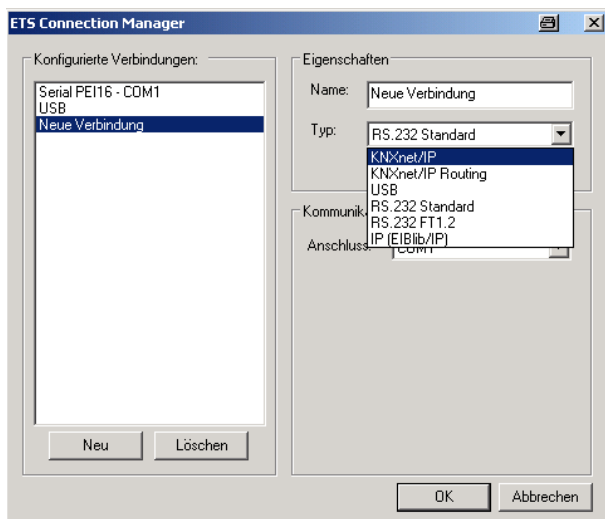 ETS Connection Manager
Konfigurierte Verbindungen:
Serial PEI16 - COM1
USB
Neue Verbindung
Neu
Löschen
Eigenschaften
Name:
Neue Verbindung
Typ:
RS.232 Standard
KNXnet/IP
KNXnet/IP Routing
USB
RS.232 Standard
RS.232 FT1.2
IP (EIBlib/IP)
Kommunik
Anschluss:
COM1
OK
Abbrechen